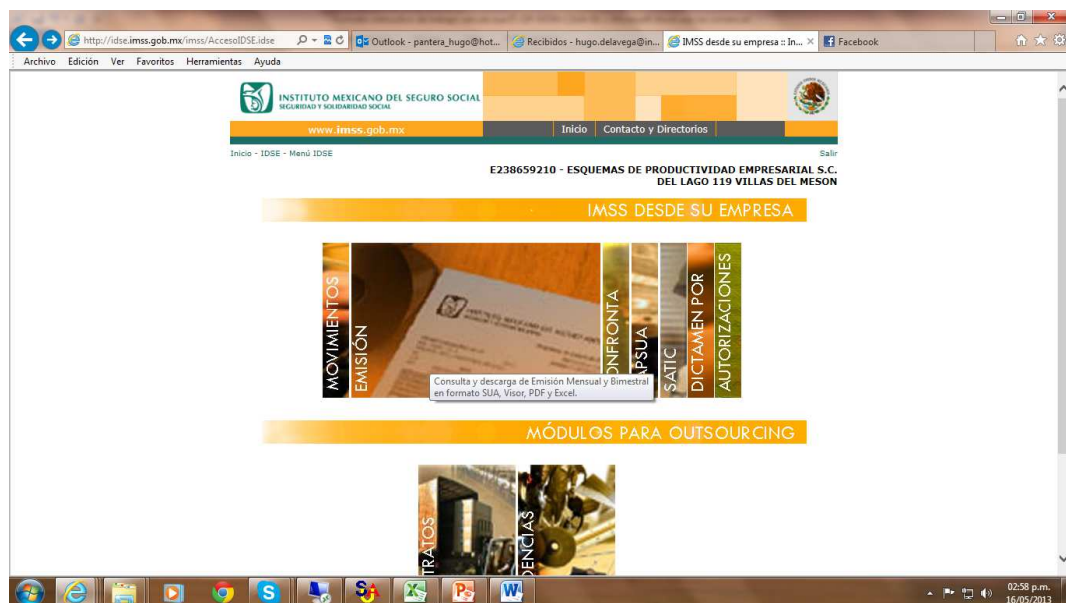 http://idse.imss.gob.mx/imss/AccesoIDSE.idse
Outlook - pantera_hugo@hot...
Recibidos - hugo.delavega@in...
IMSS desde su empresa :: In...
Facebook
Archivo Edición Ver Favoritos Herramientas Ayuda
INSTITUTO MEXICANO DEL SEGURO SOCIAL
SEGURIDAD Y SOLIDARIDAD SOCIAL
www.imss.gob.mx
Inicio Contacto y Directorios
Inicio - IDSE - Menú IDSE
Salir
E238659210 - ESQUEMAS DE PRODUCTIVIDAD EMPRESARIAL S.C.
DEL LAGO 119 VILLAS DEL MESON
IMSS DESDE SU EMPRESA
MOVIMIENTOS
EMISIÓN
ONFRONTA
APSUA
SATIC
DICTAMEN POR
AUTORIZACIONES
Consulta y descarga de Emisión Mensual y Bimestral
en formato SUA, Visor, PDF y Excel.
MÓDULOS PARA OUTSOURCING
TRATOS
DENCIAS
02:58 p.m.
16/05/2013